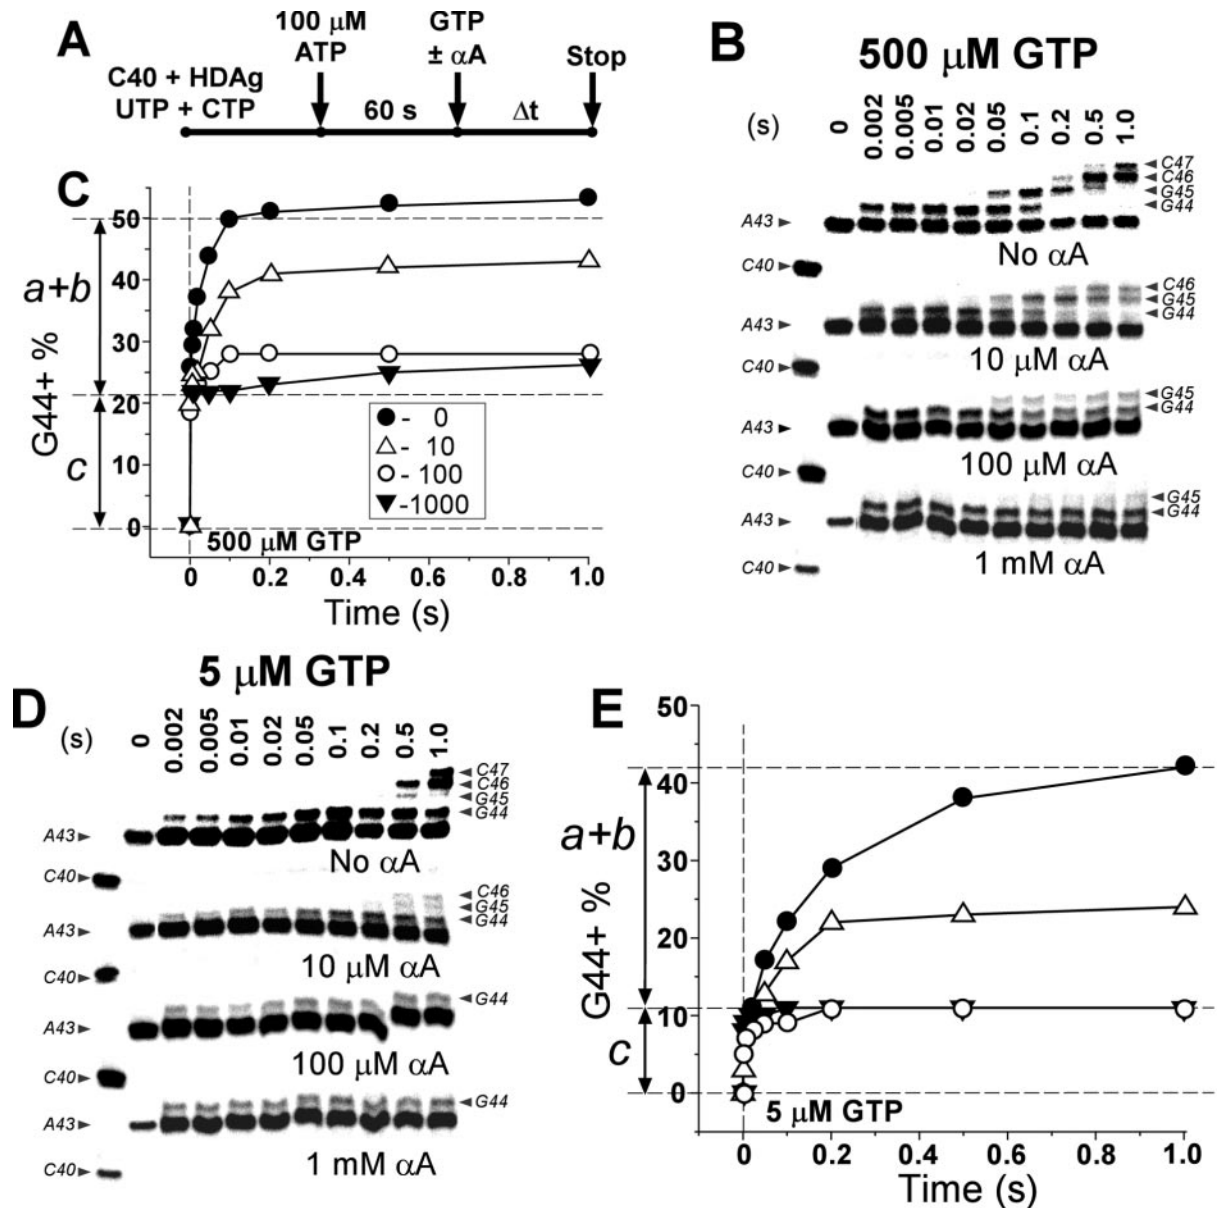 A
100 μM
ATP
GTP
± αA
Stop
C40 + HDAg
UTP + CTP
60 s
Δt
B
500 μM GTP
(s)
0
0.002
0.005
0.01
0.02
0.05
0.1
0.2
0.5
1.0
C47
C46
G45
G44
A43
No αA
C40
C46
G45
G44
A43
10 μM αA
C40
G45
G44
A43
100 μM αA
C40
G45
G44
A43
1 mM αA
C40
C
50
40
30
20
10
0
G44+ %
a+b
c
- 0
- 10
- 100
-1000
500 μM GTP
0
0.2
0.4
0.6
0.8
1.0
Time (s)
D
5 μM GTP
(s)
0
0.002
0.005
0.01
0.02
0.05
0.1
0.2
0.5
1.0
C47
C46
G45
G44
A43
No αA
C40
C46
G45
G44
A43
10 μM αA
C40
G44
A43
100 μM αA
C40
G44
A43
1 mM αA
C40
E
50
40
30
20
10
0
G44+ %
a+b
c
5 μM GTP
0
0.2
0.4
0.6
0.8
1.0
Time (s)